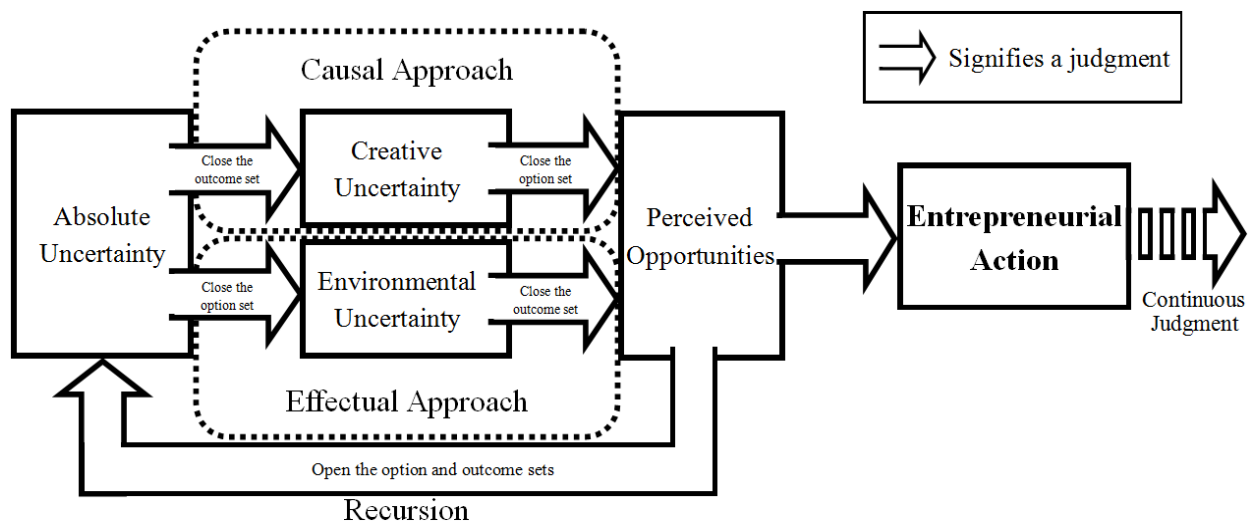 Causal Approach
Signifies a judgment
Absolute
Uncertainty
Close the
outcome set
Creative
Uncertainty
Close the
option set
Close the
option set
Environmental
Uncertainty
Close the
outcome set
Effectual Approach
Perceived
Opportunities
Entrepreneurial
Action
Continuous
Judgment
Open the option and outcome sets
Recursion